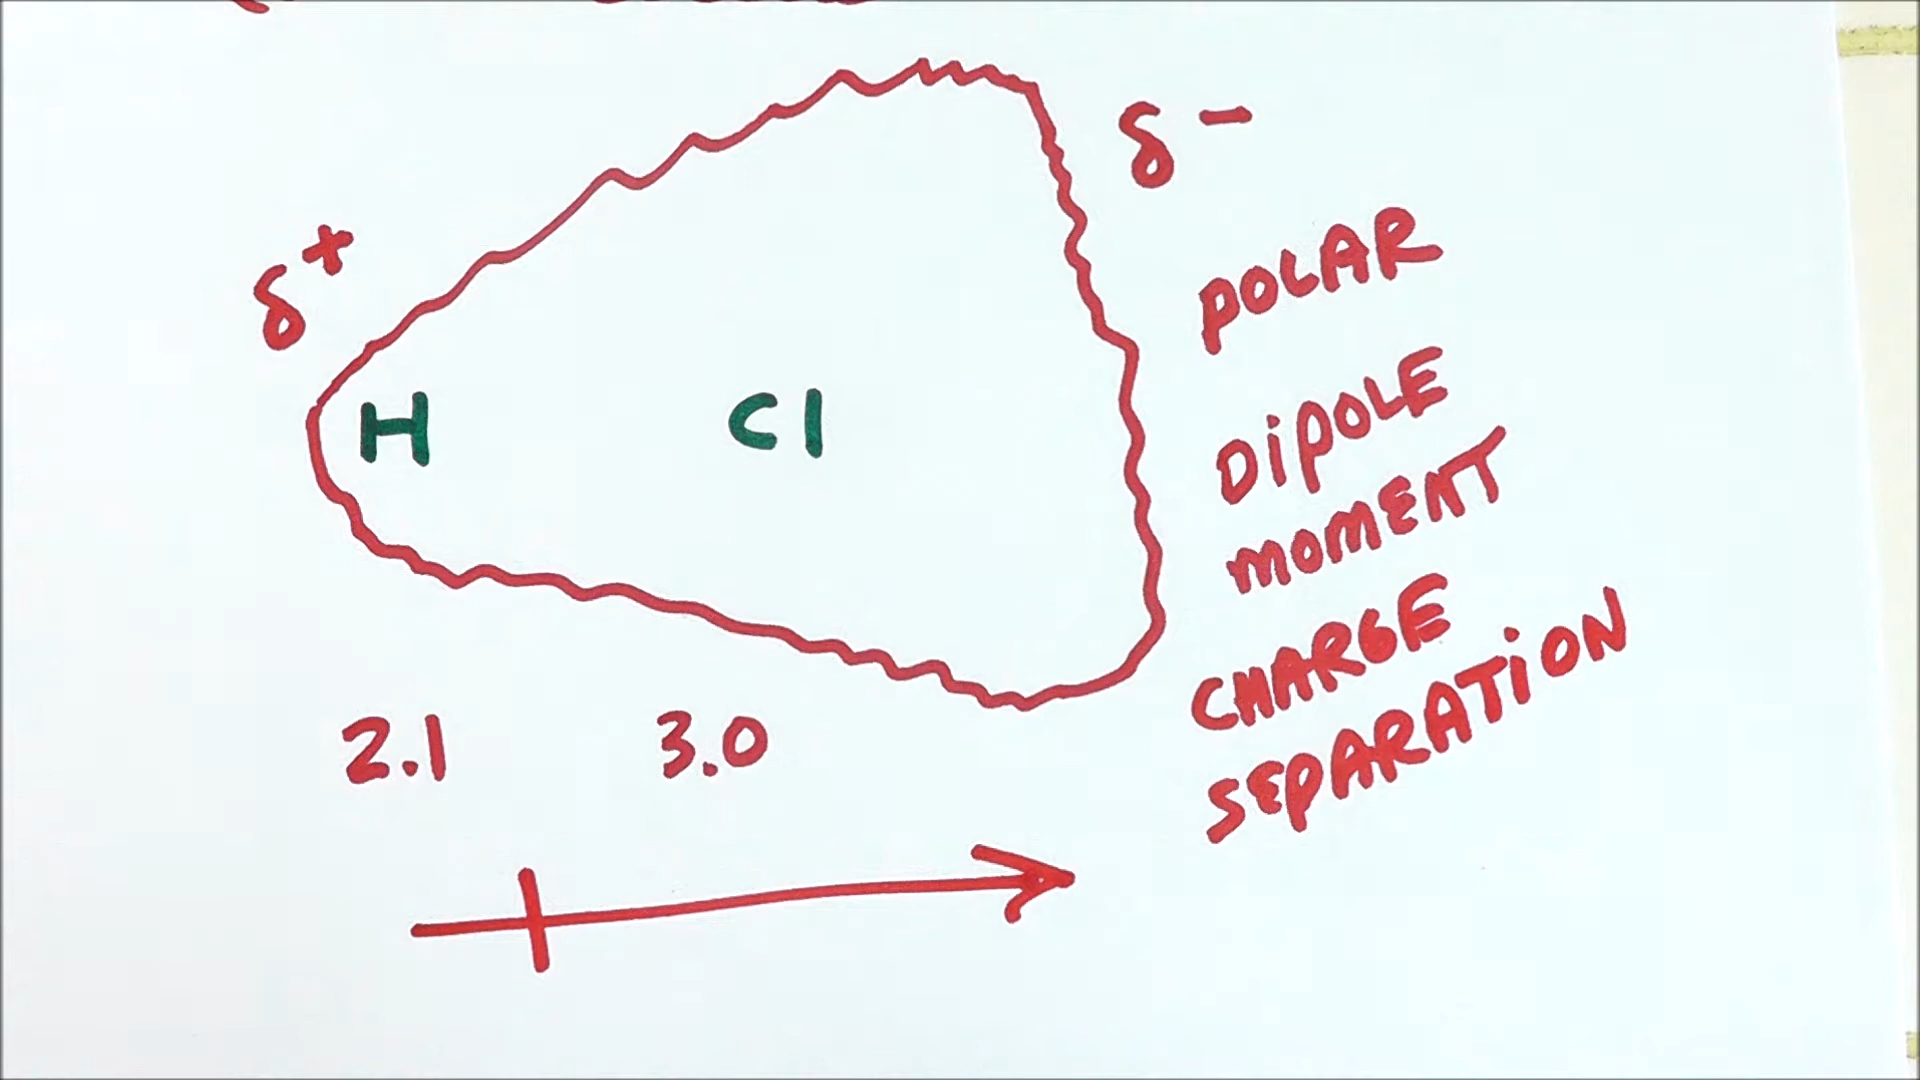 δ-
δ+
POLAR
H Cl
DIPOLE
MOMENT
CHARGE
SEPARATION
2.1 3.0